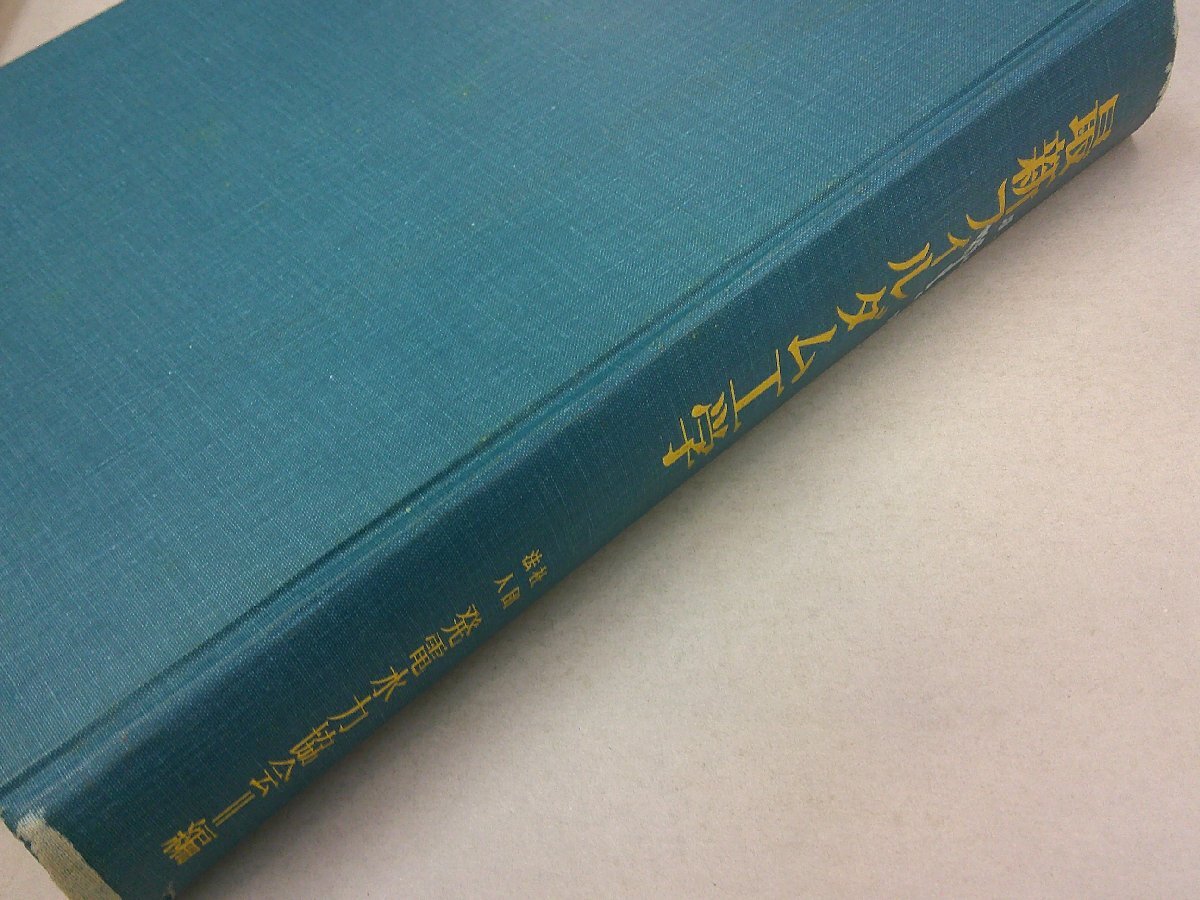 最新フィルダム工学
社団法人
発電水力協会＝編